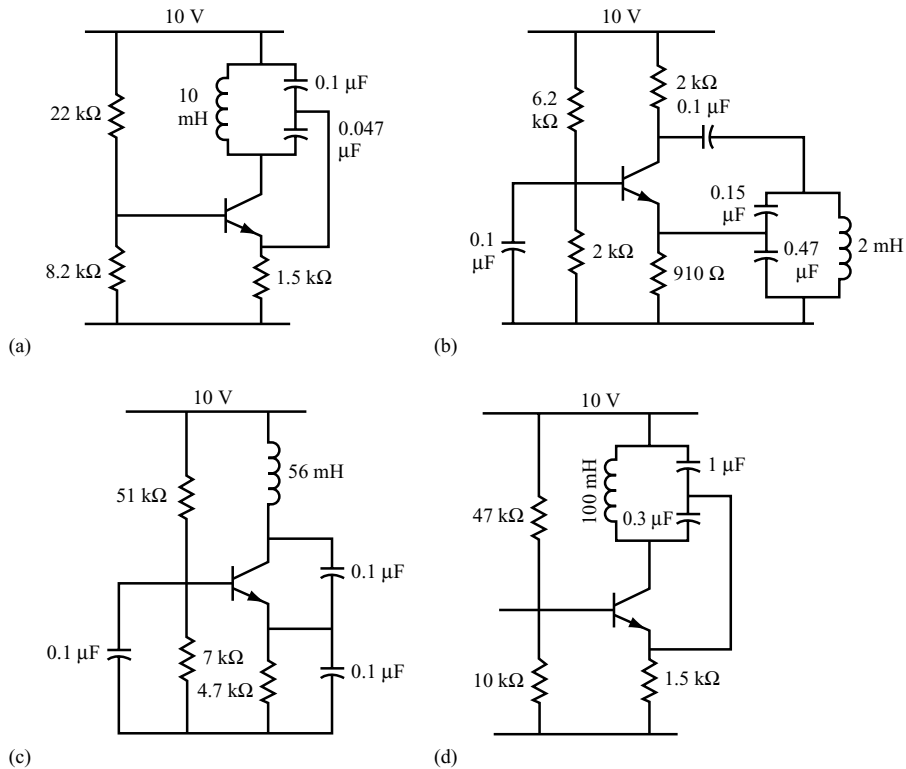 10 V
10
mH
0.1 µF
22 kΩ
0.047
µF
8.2 kΩ
1.5 kΩ
(a)
10 V
6.2
kΩ
2 kΩ
0.1 µF
0.15
µF
0.1
µF
2 kΩ
0.47
µF
2 mH
910 Ω
(b)
10 V
56 mH
51 kΩ
0.1 µF
0.1 µF
7 kΩ
4.7 kΩ
0.1 µF
(c)
10 V
100 mH
1 µF
47 kΩ
0.3 µF
10 kΩ
1.5 kΩ
(d)